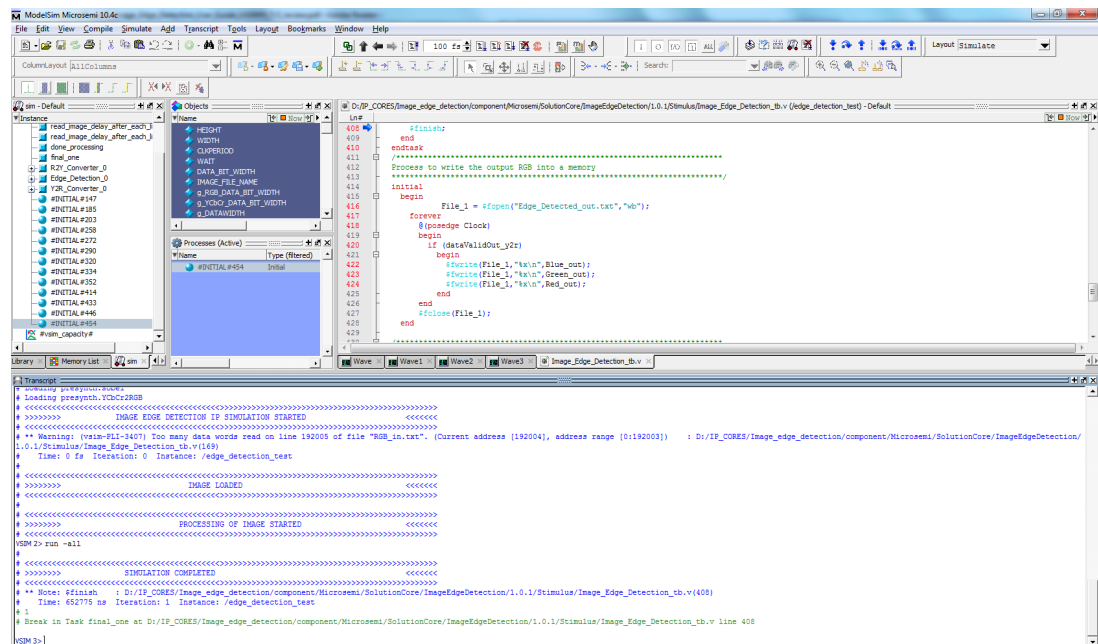 ModelSim Microsemi 10.4c
File Edit View Compile Simulate Add Transcript Tools Layout Bookmarks Window Help
100 fs
Layout Simulate
ColumnLayout AllColumns
Search:
sim - Default
Instance
read_image_delay_after_each_l
read_image_delay_after_each_l
done_processing
final_one
R2Y_Converter_0
Edge_Detection_0
Y2R_Converter_0
#INITIAL#147
#INITIAL#185
#INITIAL#203
#INITIAL#258
#INITIAL#272
#INITIAL#290
#INITIAL#320
#INITIAL#334
#INITIAL#352
#INITIAL#414
#INITIAL#433
#INITIAL#446
#INITIAL#454
#vsim_capacity#
Library
Memory List
sim
Objects
Name
Now
HEIGHT
WIDTH
CLKPERIOD
WAIT
DATA_BIT_WIDTH
IMAGE_FILE_NAME
g_RGB_DATA_BIT_WIDTH
g_YCbCr_DATA_BIT_WIDTH
g_DATAWIDTH
Processes (Active)
Name Type (filtered)
#INITIAL#454 Initial
D:/IP_CORES/Image_edge_detection/component/Microsemi/SolutionCore/ImageEdgeDetection/1.0.1/Stimulus/Image_Edge_Detection_tb.v (/edge_detection_test) - Default
Ln#
Now
408 $finish;
409 end
410 endtask
411 /**********************************************************************
412 Process to write the output RGB into a memory
413 **********************************************************************/
414 initial
415 begin
416 File_1 = $fopen("Edge_Detected_out.txt","wb");
417 forever
418 @(posedge Clock)
419 begin
420 if (dataValidOut_y2r)
421 begin
422 $fwrite(File_1,"%x\n",Blue_out);
423 $fwrite(File_1,"%x\n",Green_out);
424 $fwrite(File_1,"%x\n",Red_out);
425 end
426 end
427 $fclose(File_1);
428 end
429
Wave Wave1 Wave2 Wave3 Image_Edge_Detection_tb.v
Transcript
# Loading presynth.sobel
# Loading presynth.YCbCr2RGB
# <<<<<<<<<<<<<<<<<<<<<<<<<<<<<<<<<<<<<<<<>>>>>>>>>>>>>>>>>>>>>>>>>>>>>>>>>>>>>>>>>>>
# >>>>>>>> IMAGE EDGE DETECTION IP SIMULATION STARTED <<<<<<<
# <<<<<<<<<<<<<<<<<<<<<<<<<<<<<<<<<<<<<<<<>>>>>>>>>>>>>>>>>>>>>>>>>>>>>>>>>>>>>>>>>>>
# ** Warning: (vsim-PLI-3407) Too many data words read on line 192005 of file "RGB_in.txt". (Current address [192004], address range [0:192003]) : D:/IP_CORES/Image_edge_detection/component/Microsemi/SolutionCore/ImageEdgeDetection/
1.0.1/Stimulus/Image_Edge_Detection_tb.v(169)
# Time: 0 fs Iteration: 0 Instance: /edge_detection_test
#
# <<<<<<<<<<<<<<<<<<<<<<<<<<<<<<<<<<<<<<<<>>>>>>>>>>>>>>>>>>>>>>>>>>>>>>>>>>>>>>>>>>>
# >>>>>>>> IMAGE LOADED <<<<<<<
# <<<<<<<<<<<<<<<<<<<<<<<<<<<<<<<<<<<<<<<<>>>>>>>>>>>>>>>>>>>>>>>>>>>>>>>>>>>>>>>>>>>
#
# <<<<<<<<<<<<<<<<<<<<<<<<<<<<<<<<<<<<<<<<>>>>>>>>>>>>>>>>>>>>>>>>>>>>>>>>>>>>>>>>>>>
# >>>>>>>> PROCESSING OF IMAGE STARTED <<<<<<<
# <<<<<<<<<<<<<<<<<<<<<<<<<<<<<<<<<<<<<<<<>>>>>>>>>>>>>>>>>>>>>>>>>>>>>>>>>>>>>>>>>>>
VSIM 2> run -all
#
# <<<<<<<<<<<<<<<<<<<<<<<<<<<<<<<<<<<<<<<<>>>>>>>>>>>>>>>>>>>>>>>>>>>>>>>>>>>>>>>>>>>
# >>>>>>>> SIMULATION COMPLETED <<<<<<<
# <<<<<<<<<<<<<<<<<<<<<<<<<<<<<<<<<<<<<<<<>>>>>>>>>>>>>>>>>>>>>>>>>>>>>>>>>>>>>>>>>>>
# ** Note: $finish : D:/IP_CORES/Image_edge_detection/component/Microsemi/SolutionCore/ImageEdgeDetection/1.0.1/Stimulus/Image_Edge_Detection_tb.v(408)
# Time: 652775 ns Iteration: 1 Instance: /edge_detection_test
# 1
# Break in Task final_one at D:/IP_CORES/Image_edge_detection/component/Microsemi/SolutionCore/ImageEdgeDetection/1.0.1/Stimulus/Image_Edge_Detection_tb.v line 408
VSIM 3>